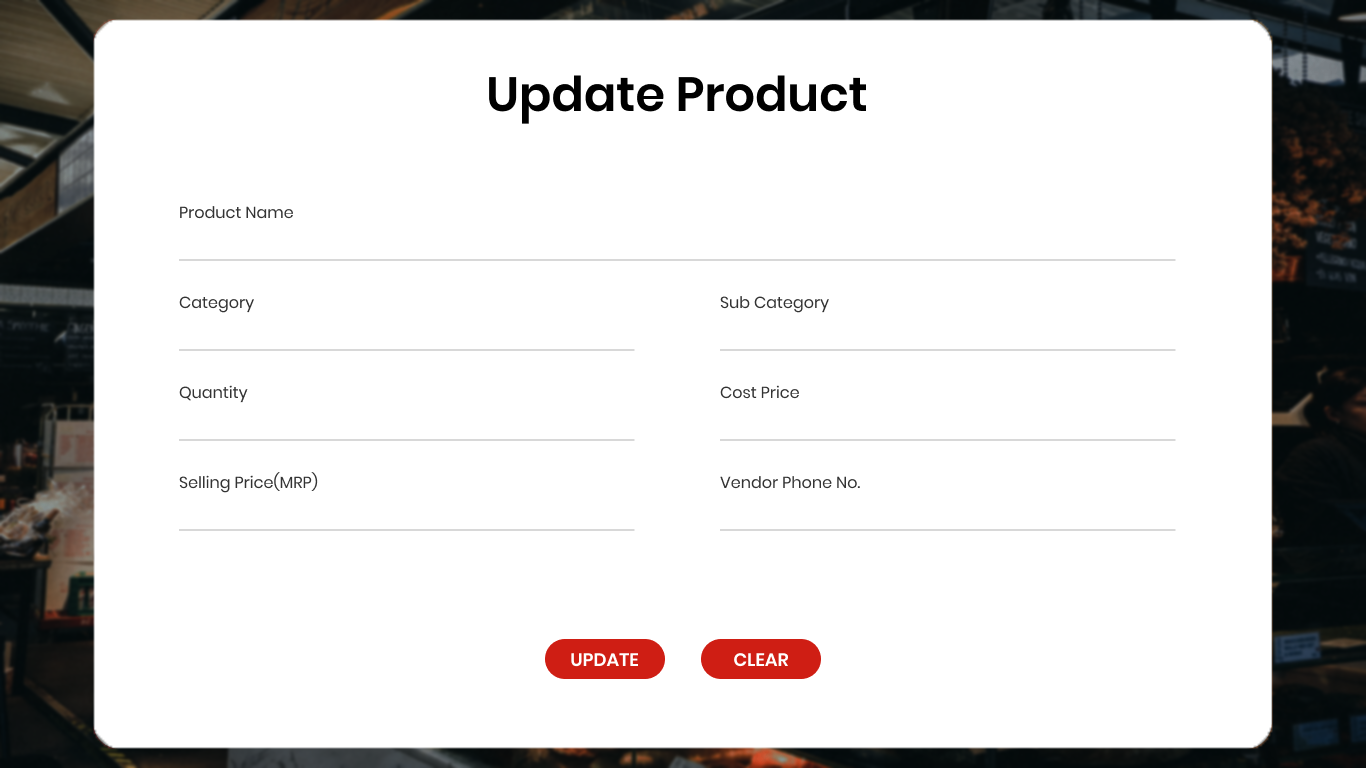 Update Product
Product Name
Category
Sub Category
Quantity
Cost Price
Selling Price(MRP)
Vendor Phone No.
UPDATE
CLEAR